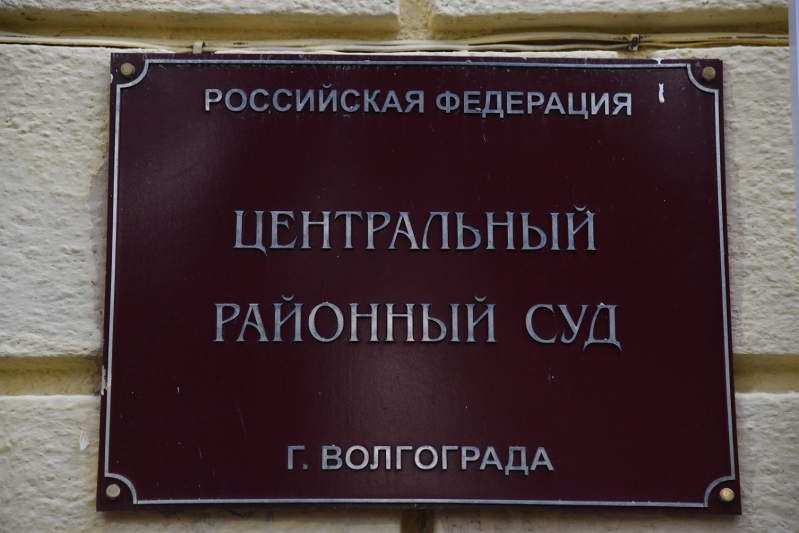 РОССИЙСКАЯ ФЕДЕРАЦИЯ
ЦЕНТРАЛЬНЫЙ
РАЙОННЫЙ СУД
Г. ВОЛГОГРАДА